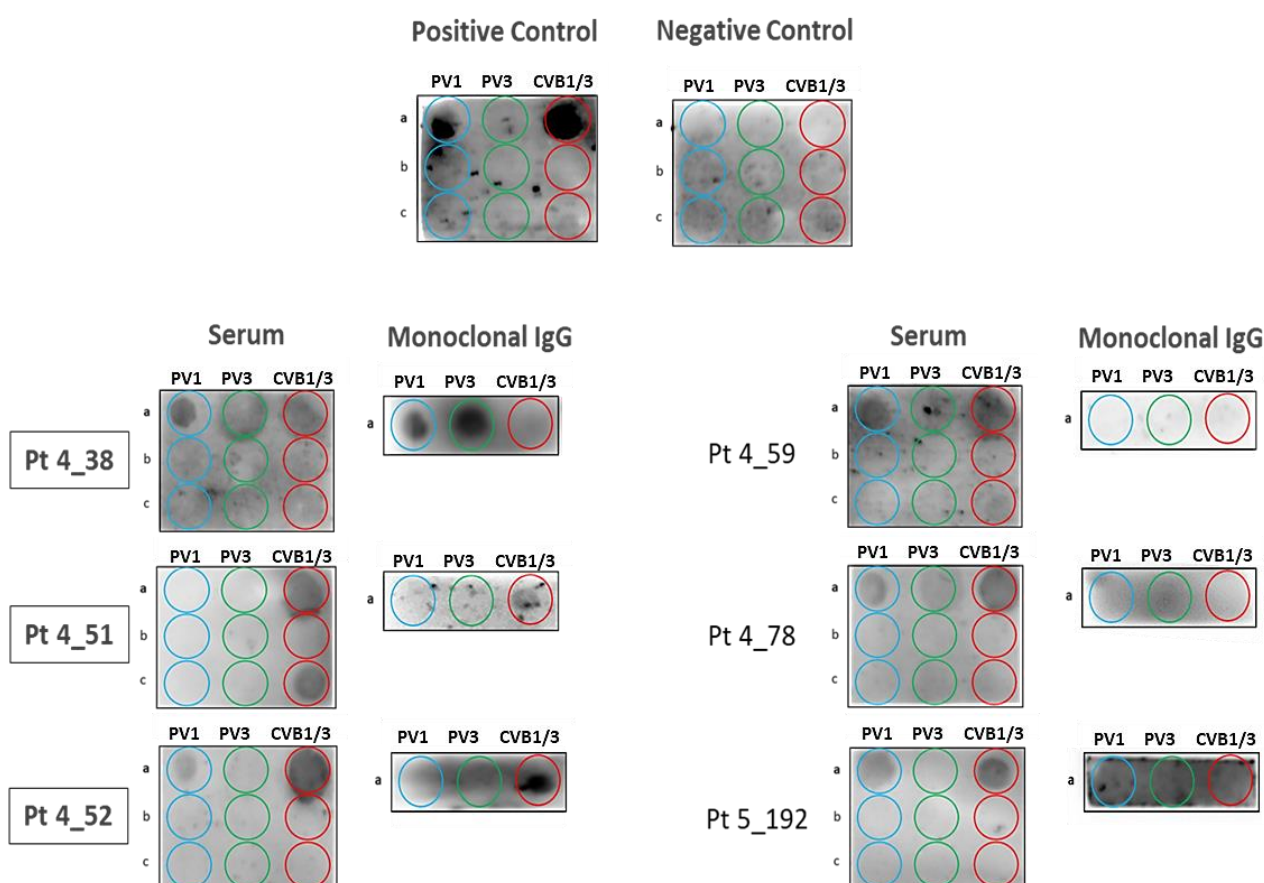 Positive Control
Negative Control
PV1 PV3 CVB1/3
a
b
c
PV1 PV3 CVB1/3
a
b
c
Serum
Monoclonal IgG
Pt 4_38
PV1 PV3 CVB1/3
a
b
c
PV1 PV3 CVB1/3
a
Pt 4_51
PV1 PV3 CVB1/3
a
b
c
PV1 PV3 CVB1/3
a
Pt 4_52
PV1 PV3 CVB1/3
a
b
c
PV1 PV3 CVB1/3
a
Serum
Monoclonal IgG
Pt 4_59
PV1 PV3 CVB1/3
a
b
c
PV1 PV3 CVB1/3
a
Pt 4_78
PV1 PV3 CVB1/3
a
b
c
PV1 PV3 CVB1/3
a
Pt 5_192
PV1 PV3 CVB1/3
a
b
c
PV1 PV3 CVB1/3
a